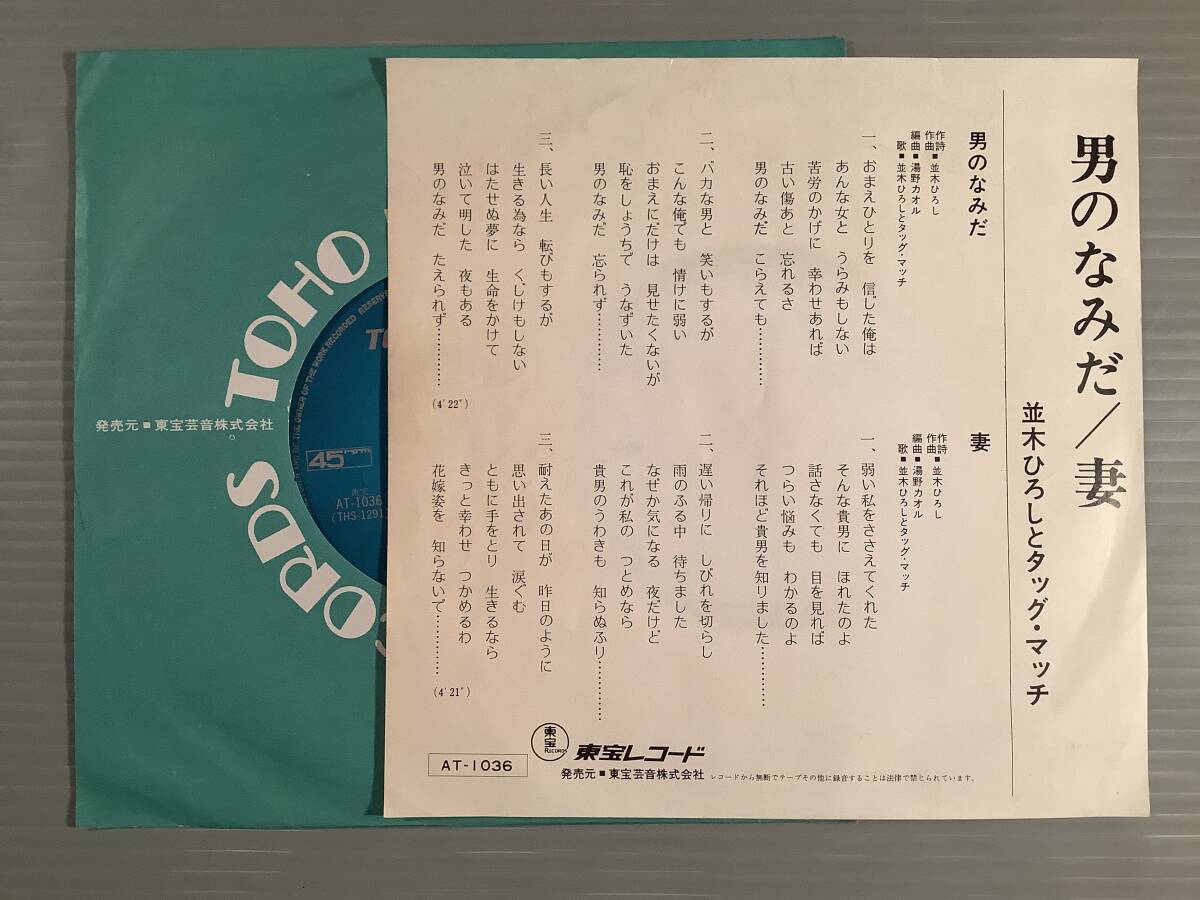 男のなみだ／妻
並木ひろしとタッグ・マッチ
男のなみだ
作詩
作曲■並木ひろし
編曲■湯野カオル
歌■並木ひろしとタッグ・マッチ
一、おまえひとりを　信した俺は
あんな女と　うらみもしない
苦労のかげに　幸わせあれば
古い傷あと　忘れるさ
男のなみだ　こらえても…………
二、バカな男と　笑いもするが
こんな俺でも　情けに弱い
おまえにだけは　見せたくないが
恥をしょうちで　うなずいた
男のなみだ　忘られず…………
三、長い人生　転びもするが
生きる為なら　くじけもしない
はたせぬ夢に　生命をかけて
泣いて明した　夜もある
男のなみだ　たえられず…………
(4′22″)
妻
作詩
作曲■並木ひろし
編曲■湯野カオル
歌■並木ひろしとタッグ・マッチ
一、弱い私をささえてくれた
そんな貴男に　ほれたのよ
話さなくても　目を見れば
つらい悩みも　わかるのよ
それほど貴男を知りました…………
二、遅い帰りに　しびれを切らし
雨のふる中　待ちました
なぜか気になる　夜だけど
これが私の　つとめなら
貴男のうわきも　知らぬふり…………
三、耐えたあの日が　昨日のように
思い出されて　涙ぐむ
ともに手をとり　生きるなら
きっと幸わせ　つかめるわ
花嫁姿を　知らないで…………
(4′21″)
AT-1036
東宝
RECORDS
東宝レコード
発売元■東宝芸音株式会社
レコードから無断でテープその他に録音することは法律で禁じられています。
TOHO
ORDS
発売元■東宝芸音株式会社
AND OF THE OWNER OF THE WORK RECORDED RESERVE
TO
45 RPM
東宝
AT-1036
(THS-1291